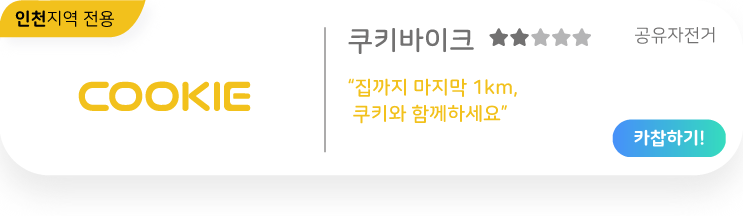 인천지역 전용
COOKIE
쿠키바이크
공유자전거
“집까지 마지막 1km,
쿠키와 함께하세요”
카찹하기!